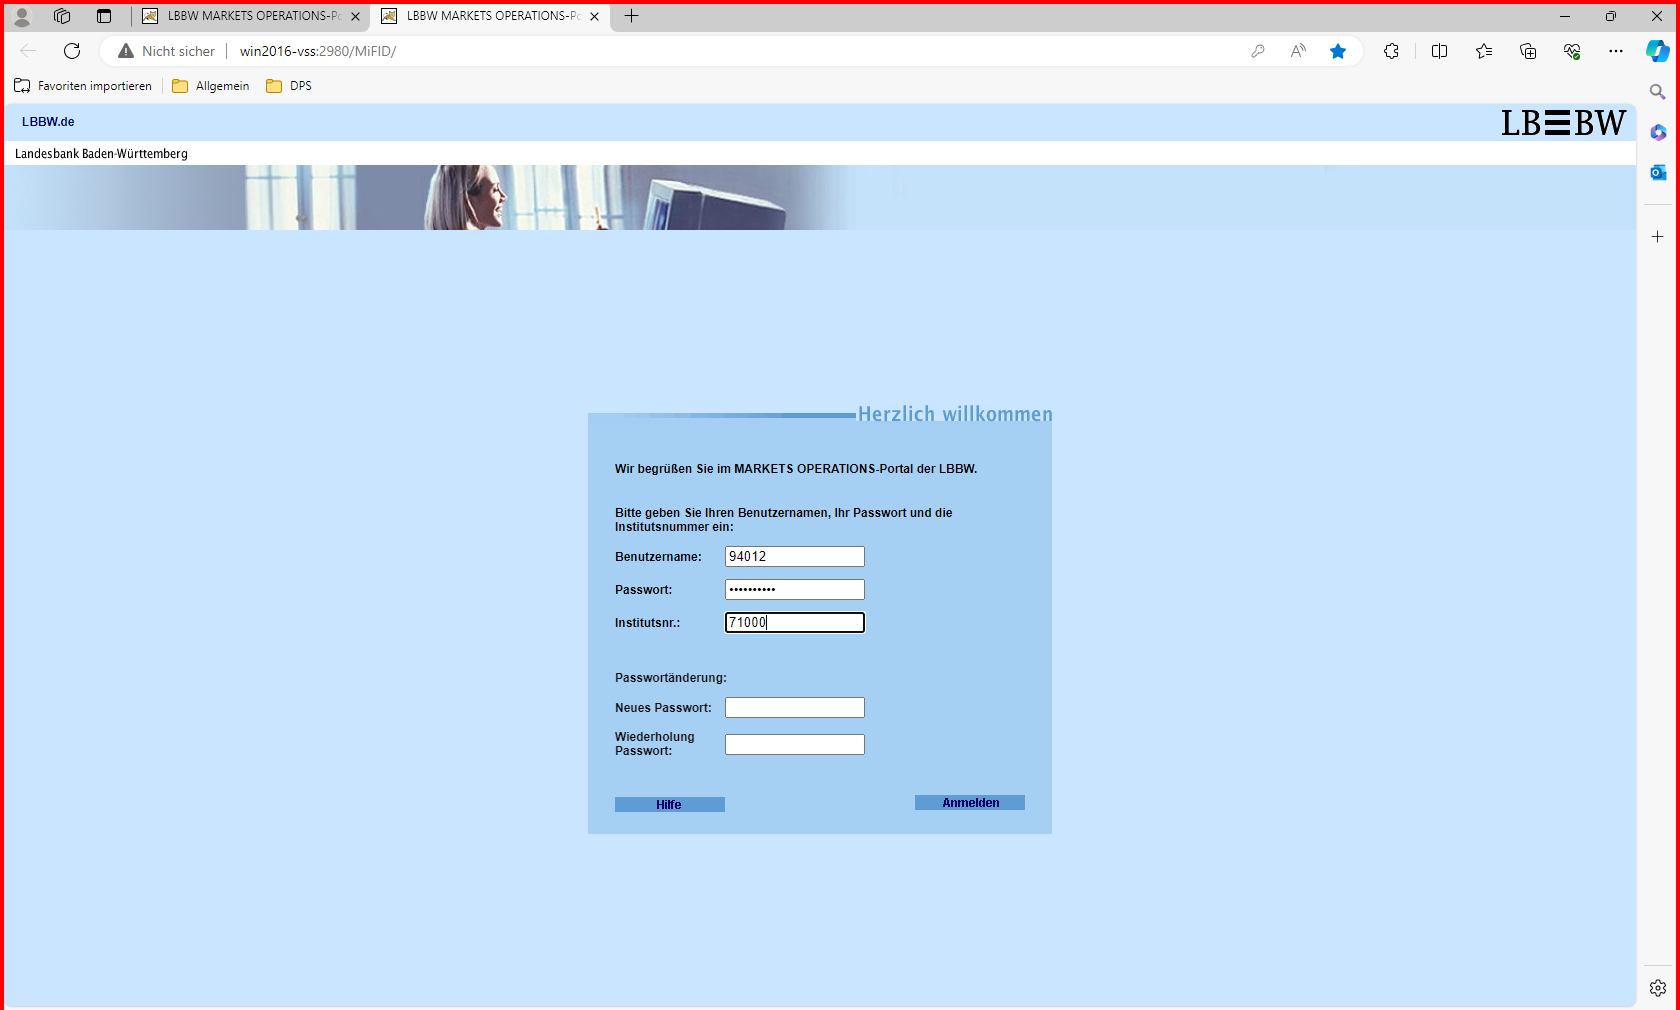 LBBW MARKETS OPERATIONS-Po
LBBW MARKETS OPERATIONS-Po
Nicht sicher
win2016-vss:2980/MiFID/
Favoriten importieren
Allgemein
DPS
LBBW.de
LB BW
Landesbank Baden-Württemberg
Herzlich willkommen
Wir begrüßen Sie im MARKETS OPERATIONS-Portal der LBBW.
Bitte geben Sie Ihren Benutzernamen, Ihr Passwort und die
Institutsnummer ein:
Benutzername: 94012
Passwort: ••••••••••
Institutsnr.: 71000
Passwortänderung:
Neues Passwort:
Wiederholung
Passwort:
Hilfe
Anmelden